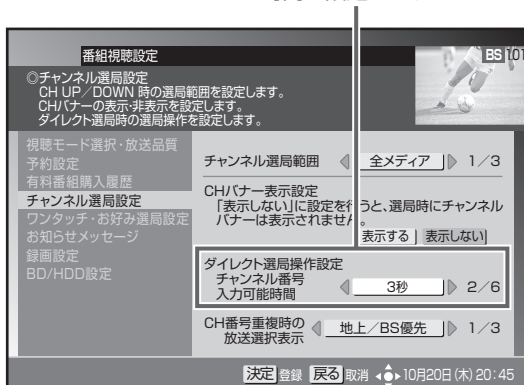 番組視聴設定
BS 101
◎チャンネル選局設定
CH UP／DOWN 時の選局範囲を設定します。
CHバナーの表示・非表示を設定します。
ダイレクト選局時の選局操作を設定します。
視聴モード選択・放送品質
予約設定
有料番組購入履歴
チャンネル選局設定
ワンタッチ・お好み選局設定
お知らせメッセージ
録画設定
BD/HDD設定
チャンネル選局範囲 全メディア 1／3
CHバナー表示設定
「表示しない」に設定を行うと、選局時にチャンネル
バナーは表示されません。
表示する 表示しない
ダイレクト選局操作設定
チャンネル番号
入力可能時間 3秒 2／6
CH番号重複時の
放送選択表示 地上／BS優先 1／3
決定 登録 戻る 取消 10月20日(木) 20:45